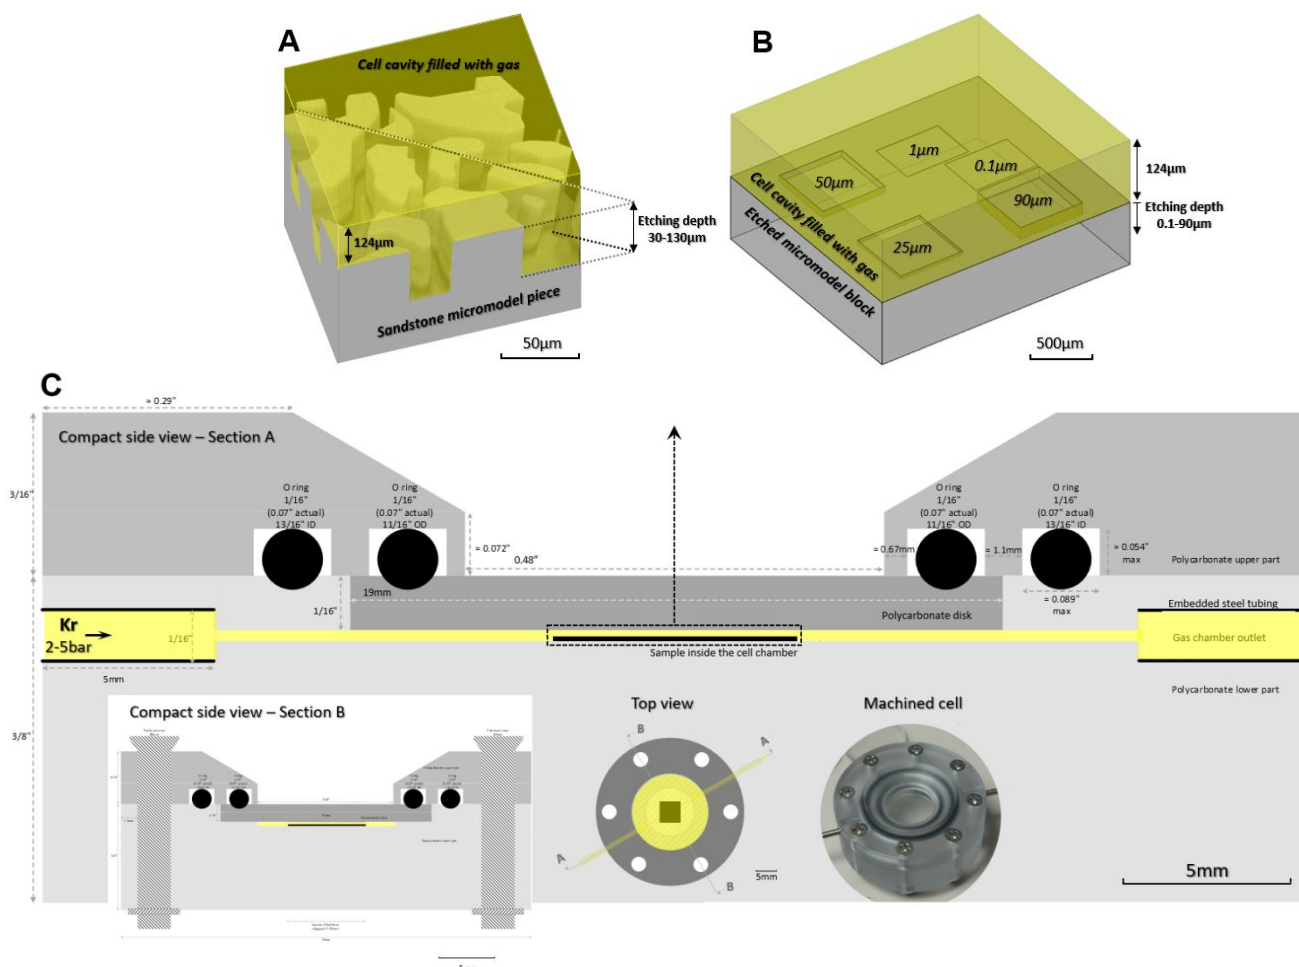 A
Cell cavity filled with gas
124µm
Etching depth
30-130µm
Sandstone micromodel piece
50µm
B
1µm
0.1µm
50µm
90µm
25µm
Cell cavity filled with gas
Etched micromodel block
124µm
Etching depth
0.1-90µm
500µm
C
≈ 0.29"
Compact side view – Section A
3/16"
O ring
1/16"
(0.07" actual)
13/16" ID
O ring
1/16"
(0.07" actual)
11/16" OD
≈ 0.072"
0.48"
O ring
1/16"
(0.07" actual)
11/16" OD
O ring
1/16"
(0.07" actual)
13/16" ID
≈ 0.67mm
≈ 1.1mm
≈ 0.054"
max
Polycarbonate upper part
19mm
1/16"
Polycarbonate disk
≈ 0.089"
max
Embedded steel tubing
Kr
2-5bar
1/16"
Gas chamber outlet
Sample inside the cell chamber
5mm
Polycarbonate lower part
3/8"
Compact side view – Section B
Top view
B
A
A
B
5mm
Machined cell
5mm